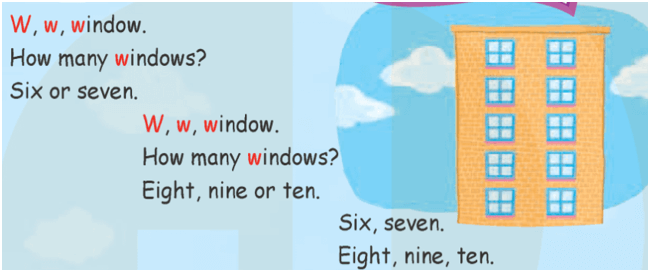 W, w, window.
How many windows?
Six or seven.
W, w, window.
How many windows?
Eight, nine or ten.
Six, seven.
Eight, nine, ten.